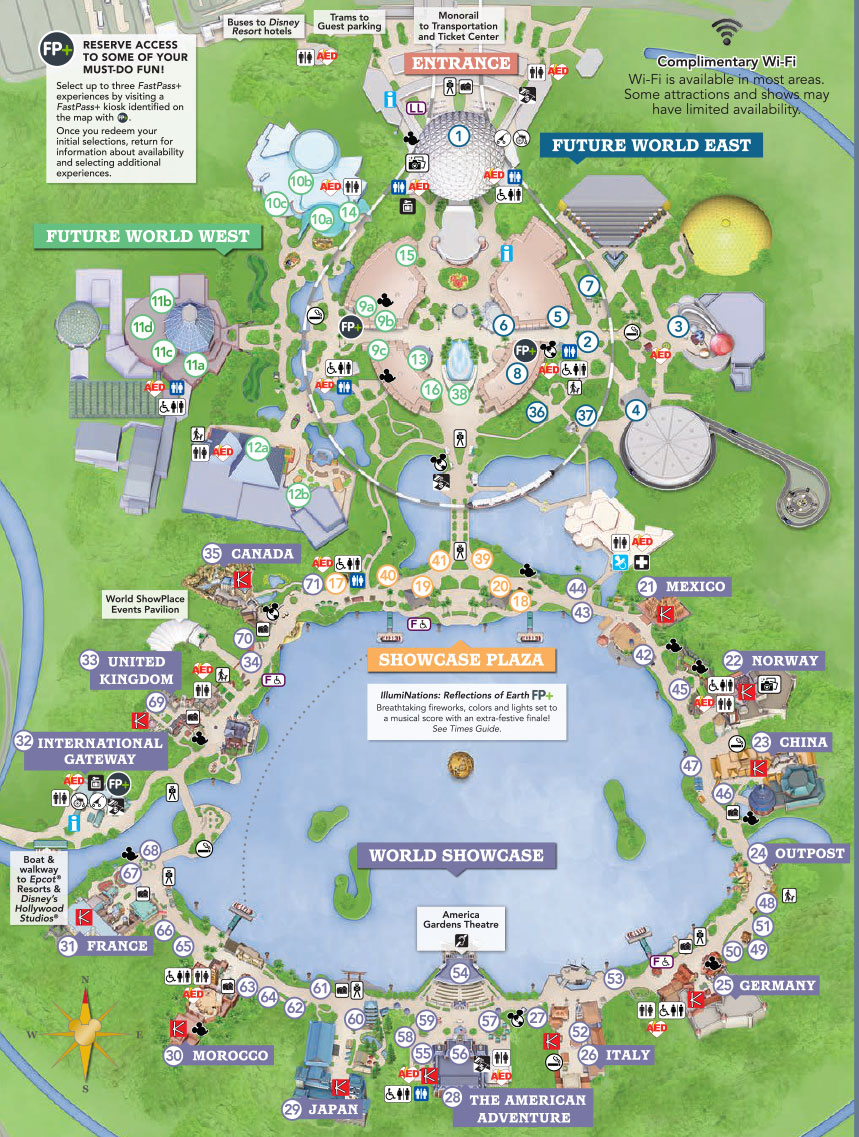 Buses to Disney
Resort hotels
Trams to
Guest parking
Monorail
to Transportation
and Ticket Center
FP+
RESERVE ACCESS
TO SOME OF YOUR
MUST-DO FUN!
Select up to three FastPass+
experiences by visiting a
FastPass+ kiosk identified on
the map with FP+.
Once you redeem your
initial selections, return for
information about availability
and selecting additional
experiences.
AED
ENTRANCE
AED
Complimentary Wi-Fi
Wi-Fi is available in most areas.
Some attractions and shows may
have limited availability.
i
LL
1
FUTURE WORLD EAST
10b
AED
10c
10a
14
AED
AED
FUTURE WORLD WEST
15
i
7
11b
11d
11c
11a
9a
9b
FP+
6
5
3
9c
13
FP+
2
8
AED
AED
AED
AED
16
38
36
37
4
AED
12a
12b
35 CANADA
AED
71
17
40
41
39
19
20
18
44
43
AED
21 MEXICO
K
K
World ShowPlace
Events Pavilion
70
F
SHOWCASE PLAZA
42
33 UNITED
KINGDOM
34
F
AED
IllumiNations: Reflections of Earth FP+
Breathtaking fireworks, colors and lights set to
a musical score with an extra-festive finale!
See Times Guide.
22 NORWAY
45
AED
K
69
K
32 INTERNATIONAL
GATEWAY
AED
FP+
i
23 CHINA
K
47
46
Boat &
walkway
to Epcot®
Resorts &
Disney's
Hollywood
Studios®
68
67
WORLD SHOWCASE
24 OUTPOST
48
51
49
50
K
31 FRANCE
66
65
America
Gardens Theatre
F
54
53
25 GERMANY
K
AED
AED
63
64
62
61
60
N
W
E
S
K
30 MOROCCO
59
58
55
56
57
27
52
K
26 ITALY
AED
K
AED
K
29 JAPAN
28 THE AMERICAN
ADVENTURE